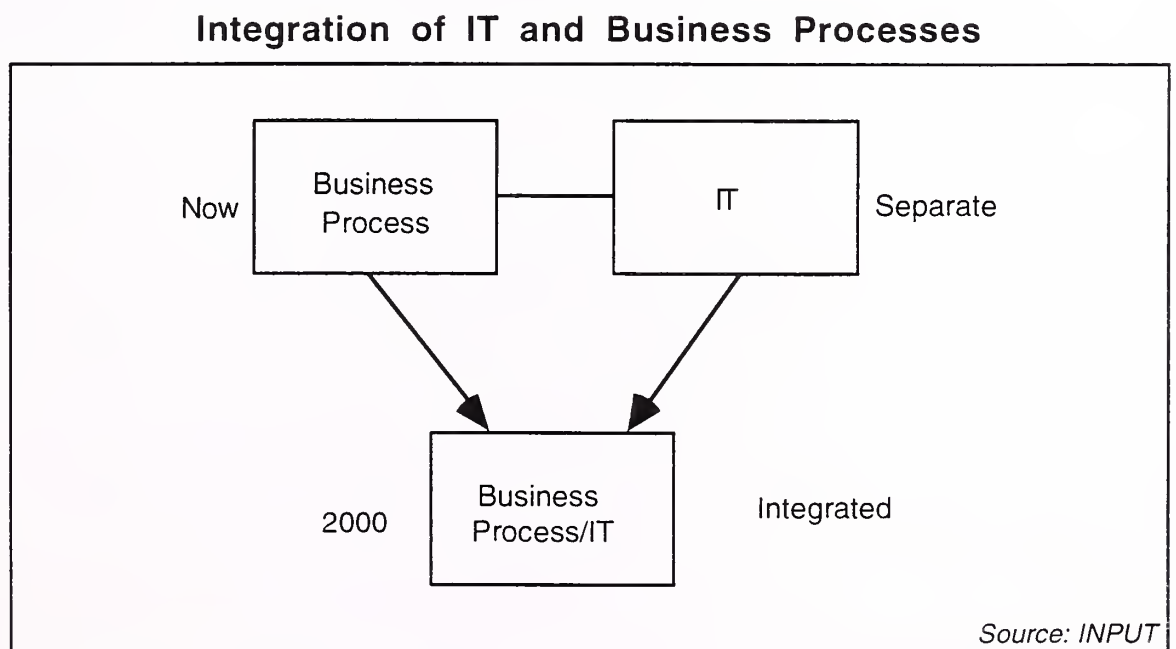 Integration of IT and Business Processes
Now
Business
Process
IT
Separate
2000
Business
Process/IT
Integrated
Source: INPUT